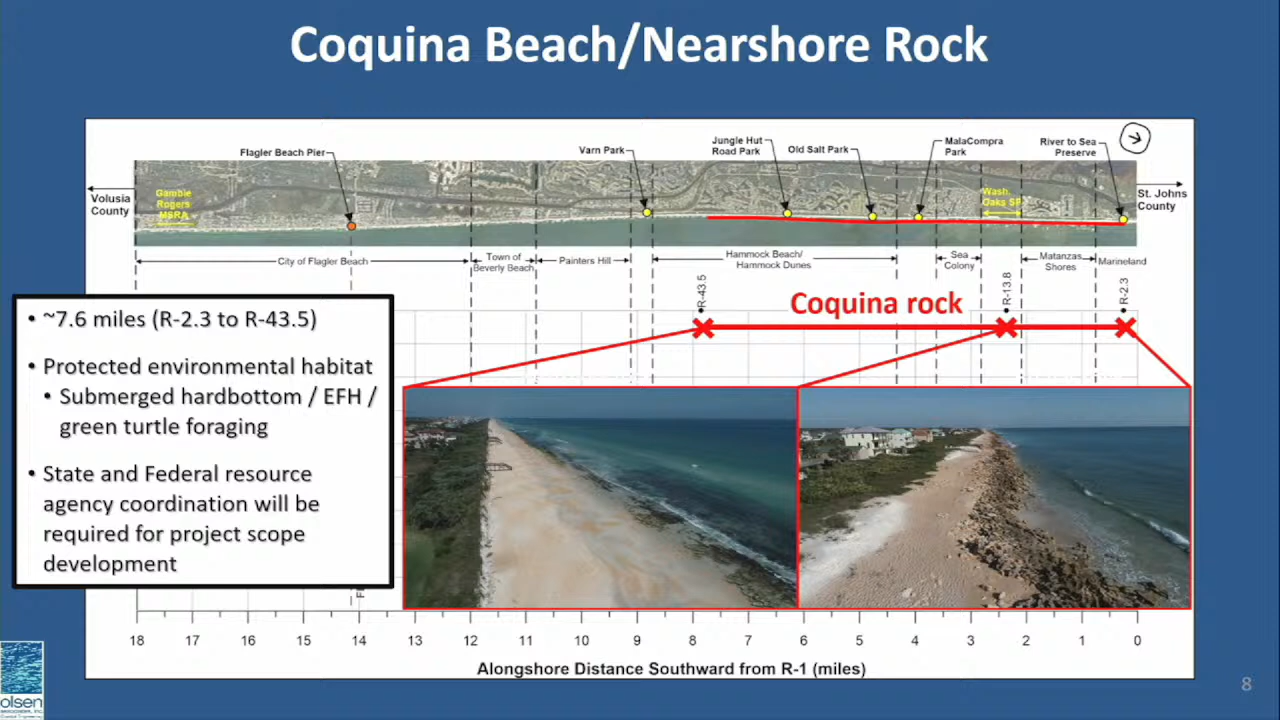 Coquina Beach/Nearshore Rock
Flagler Beach Pier
Varn Park
Jungle Hut
Road Park
Old Salt Park
MalaCompra
Park
River to Sea
Preserve
Volusia
County
Gamble
Rogers
MSRA
Wash.
Oaks SP
St. Johns
County
City of Flagler Beach
Town of
Beverly Beach
Painters Hill
Hammock Beach/
Hammock Dunes
Sea
Colony
Matanzas
Shores
Marineland
R-43.5
R-13.8
R-2.3
Coquina rock
• ~7.6 miles (R-2.3 to R-43.5)
• Protected environmental habitat
• Submerged hardbottom / EFH /
green turtle foraging
• State and Federal resource
agency coordination will be
required for project scope
development
18 17 16 15 14 13 12 11 10 9 8 7 6 5 4 3 2 1 0
Alongshore Distance Southward from R-1 (miles)
olsen
8